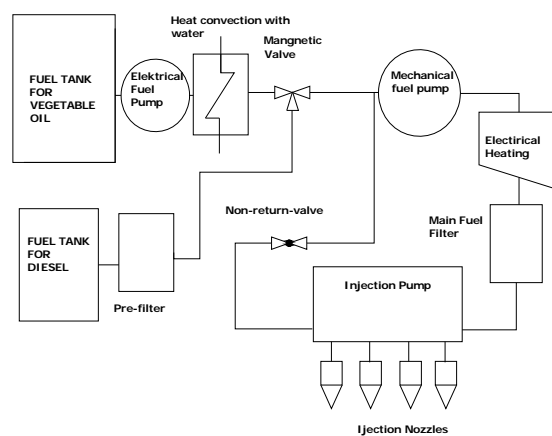 Heat convection with
water
Mangnetic
Valve
FUEL TANK
FOR
VEGETABLE
OIL
Elektrical
Fuel
Pump
Mechanical
fuel pump
Electirical
Heating
Non-return-valve
Main Fuel
Filter
FUEL TANK
FOR
DIESEL
Pre-filter
Injection Pump
Ijection Nozzles